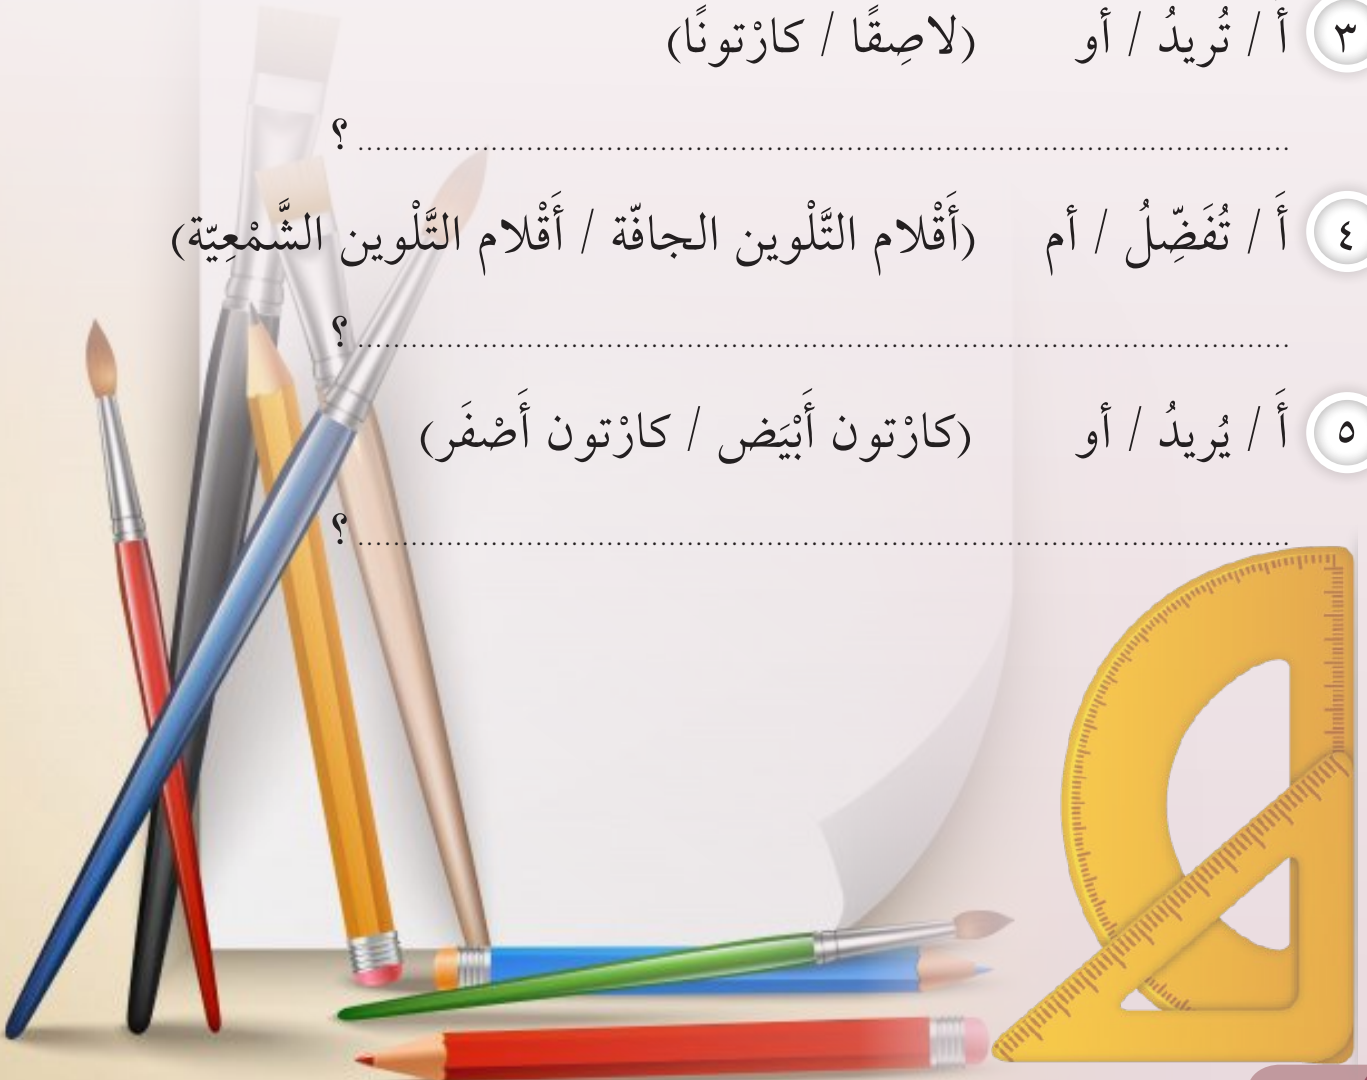 ٣ أ / تُريدُ / أو (لاصِقًا / كارْتونًا)
........................................ ؟
٤ أَ / تُفَضِّلُ / أم (أَقْلام التَّلْوين الجافّة / أَقْلام التَّلْوين الشَّمْعِيّة)
........................................ ؟
٥ أَ / يُريدُ / أو (كارْتون أَبْيَض / كارْتون أَصْفَر)
........................................ ؟